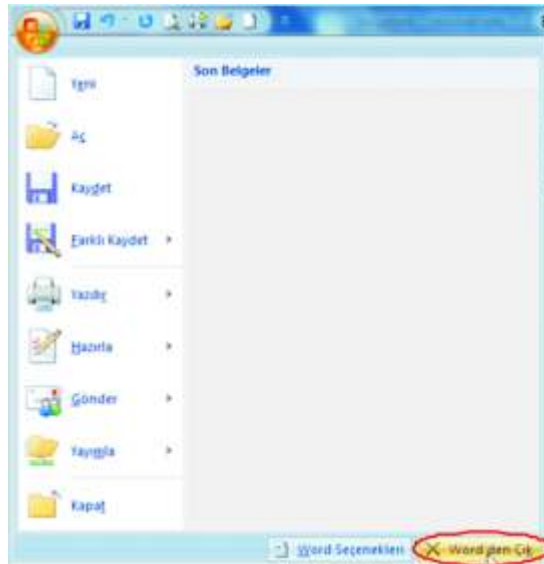 Son Belgeler
Yeni
Aç
Kaydet
Farklı Kaydet
Yazdır
Hazırla
Gönder
Yayımla
Kapat
Word Seçenekleri
Word'den Çık